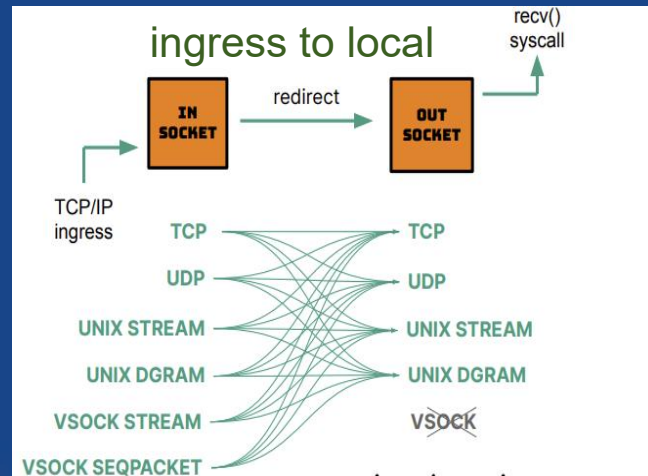 ingress to local
recv()
syscall
IN
SOCKET
redirect
OUT
SOCKET
TCP/IP
ingress
TCP
TCP
UDP
UDP
UNIX STREAM
UNIX STREAM
UNIX DGRAM
UNIX DGRAM
VSOCK STREAM
VSOCK
VSOCK SEQPACKET